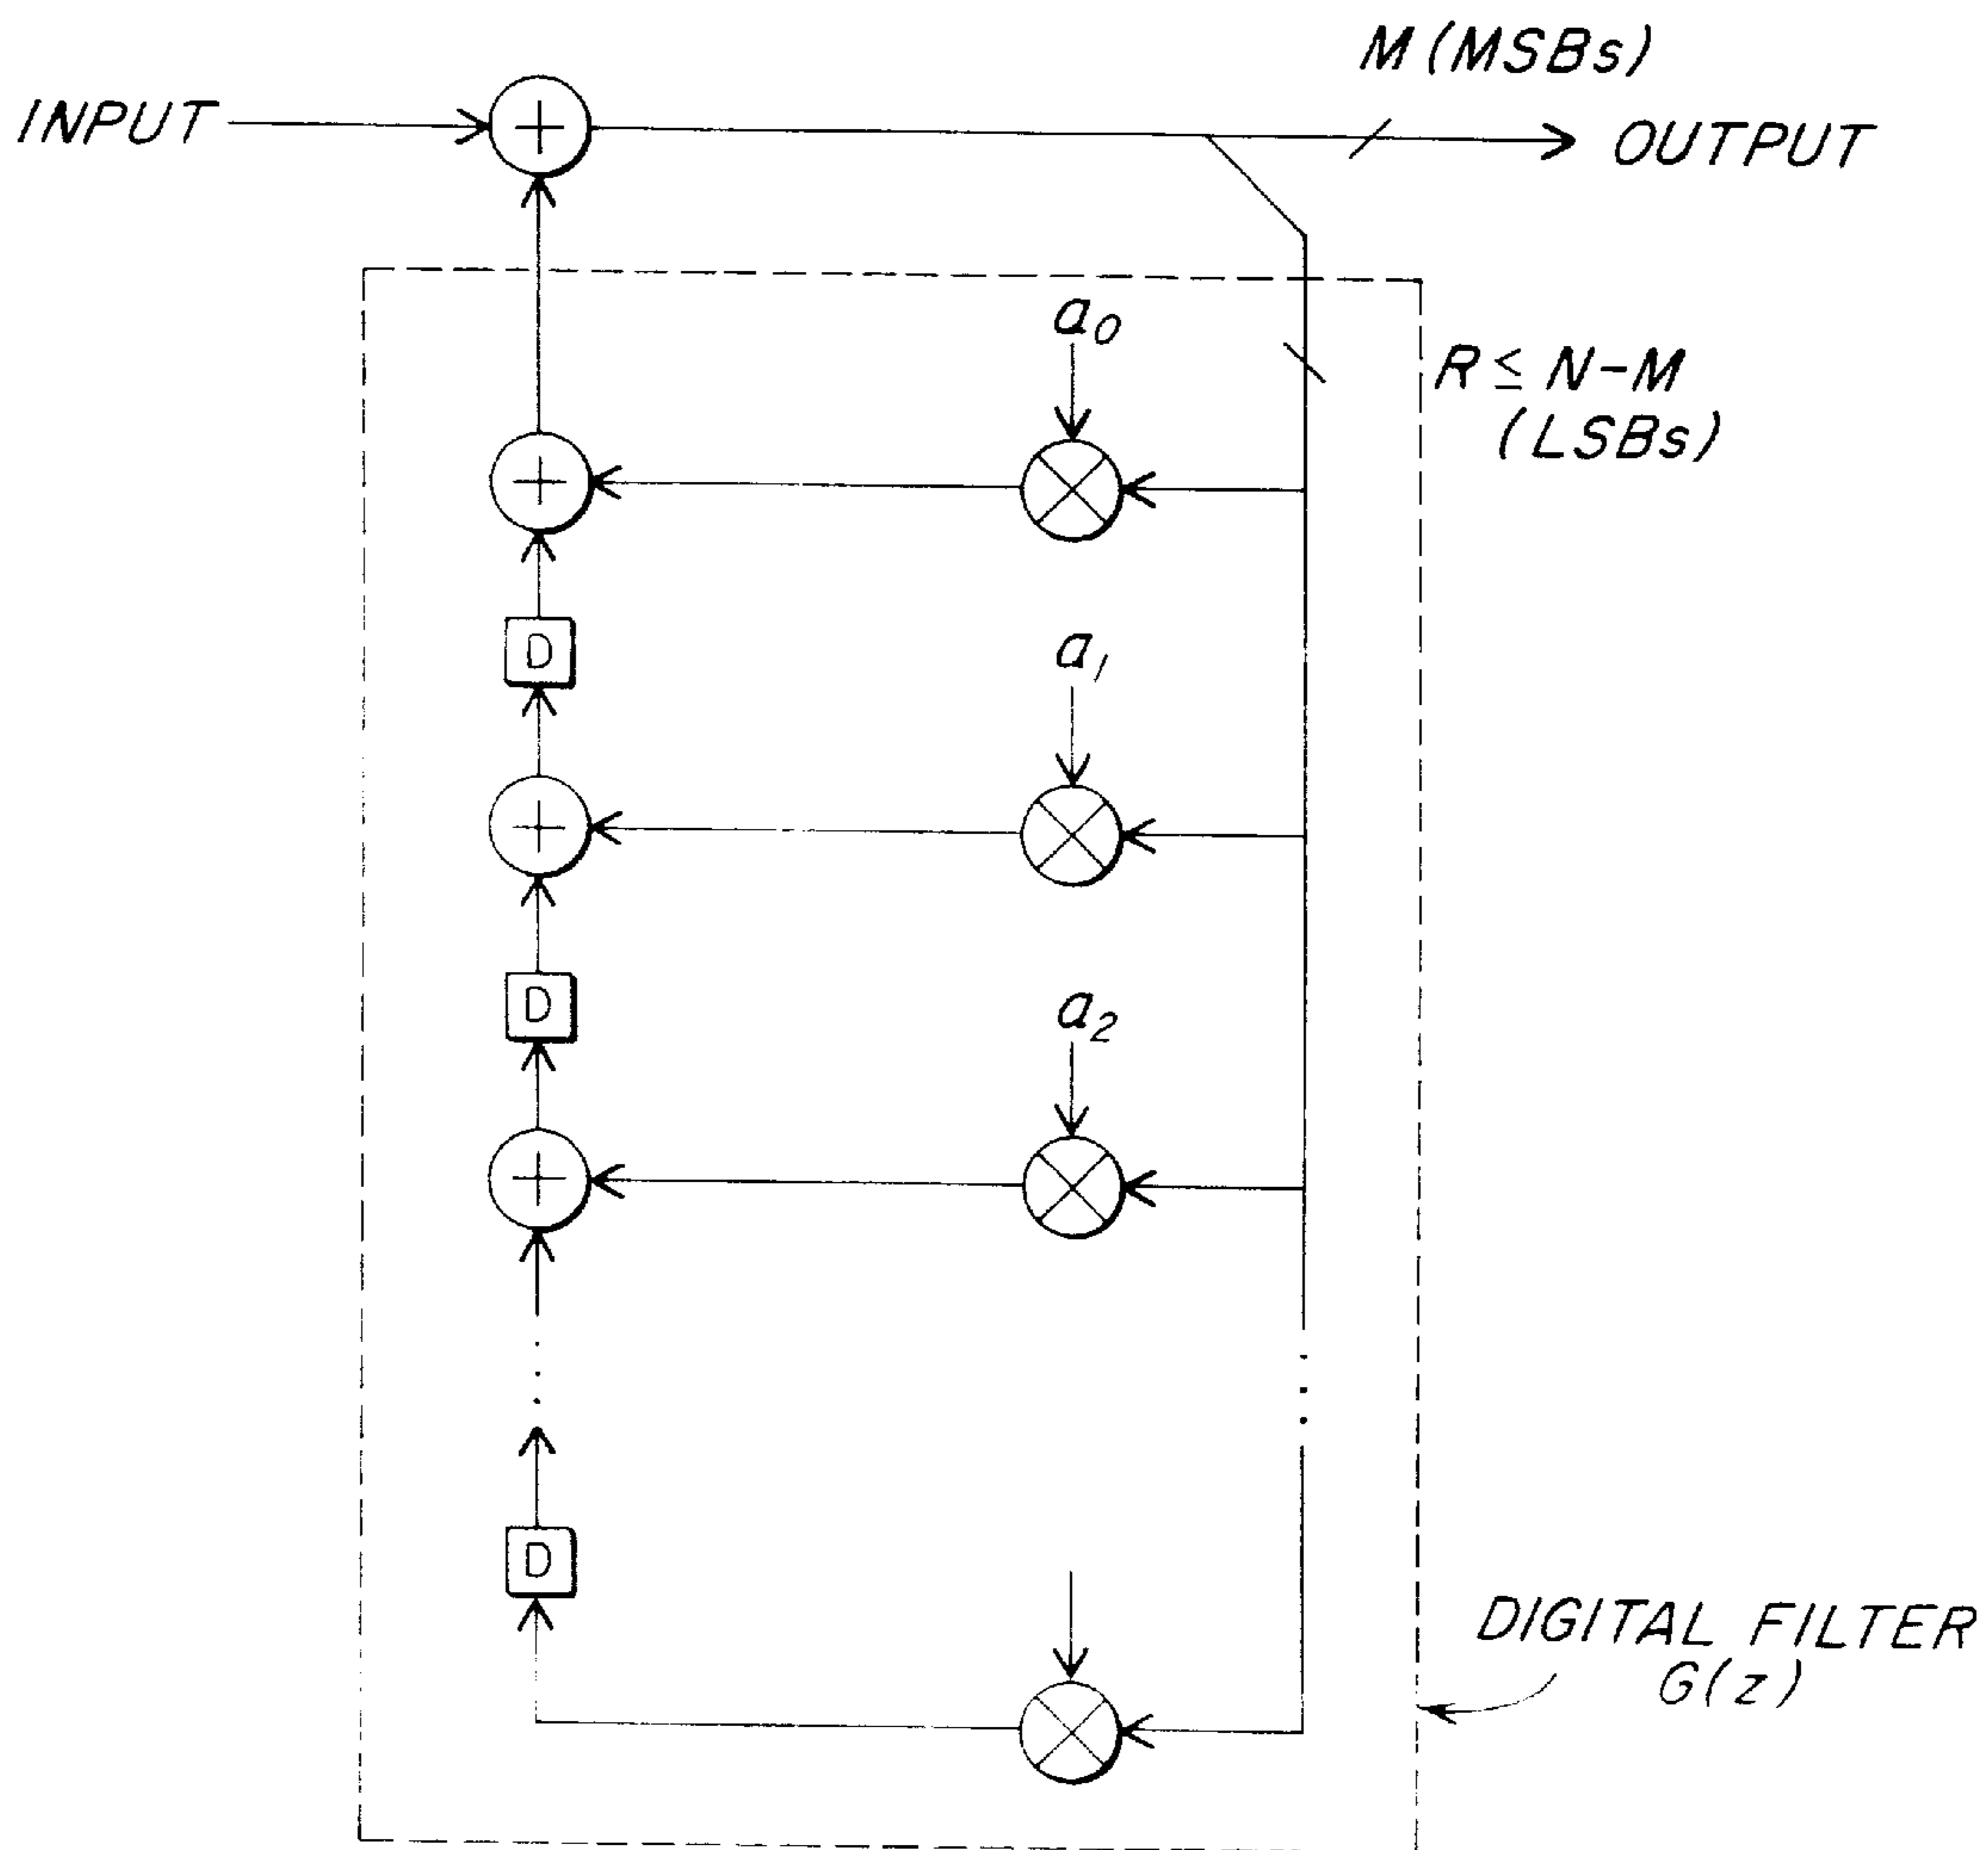 M (MSBs)
INPUT
+
OUTPUT
a0
R ≤ N-M
(LSBs)
+
D
a1
+
D
a2
+
D
DIGITAL FILTER
G(z)